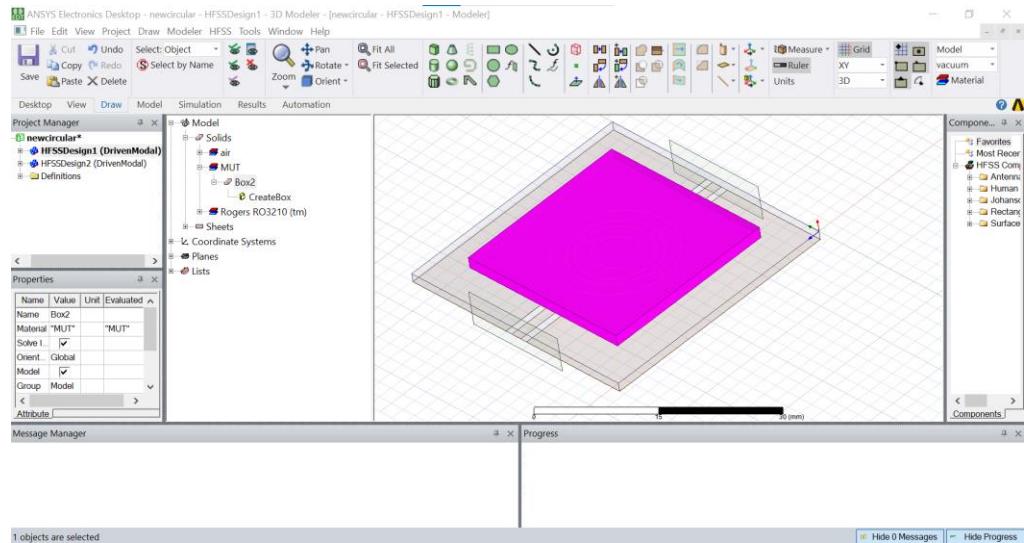 ANSYS Electronics Desktop - newcircular - HFSSDesign1 - 3D Modeler - [newcircular - HFSSDesign1 - Modeler]
File Edit View Project Draw Modeler HFSS Tools Window Help
Save
Cut
Copy
Paste
Undo
Redo
Delete
Select: Object
Select by Name
Zoom
Pan
Rotate
Orient
Fit All
Fit Selected
Measure
Ruler
Units
Grid
XY
3D
Model
vacuum
Material
Desktop View Draw Model Simulation Results Automation
Project Manager
newcircular*
HFSSDesign1 (DrivenModal)
HFSSDesign2 (DrivenModal)
Definitions
Model
Solids
air
MUT
Box2
CreateBox
Rogers RO3210 (tm)
Sheets
Coordinate Systems
Planes
Lists
Properties
Name Value Unit Evaluated
Name Box2
Material "MUT" "MUT"
Solve I...
Orient... Global
Model
Group Model
Attribute
0 15 30 (mm)
Compone...
Favorites
Most Recer
HFSS Com
Antenn
Human
Johans
Rectan
Surface
Components
Message Manager
Progress
1 objects are selected
Hide 0 Messages
Hide Progress